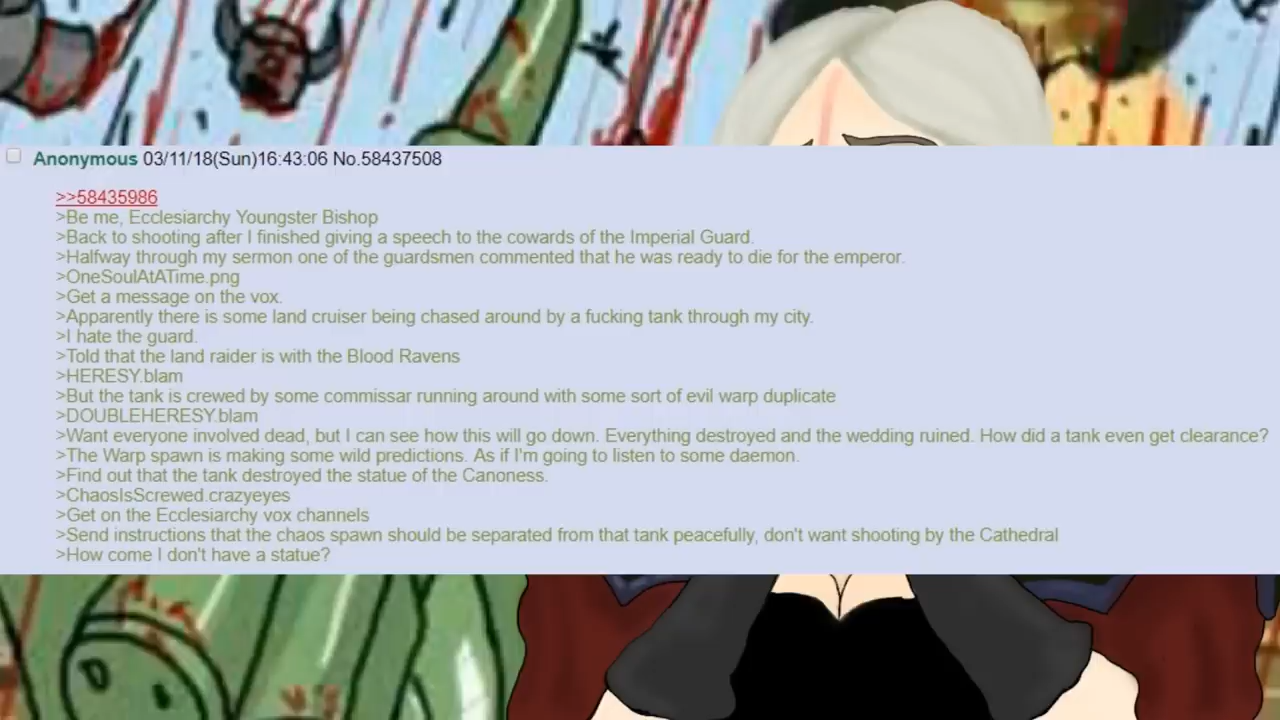 Anonymous 03/11/18(Sun)16:43:06 No.58437508
>>58435986
>Be me, Ecclesiarchy Youngster Bishop
>Back to shooting after I finished giving a speech to the cowards of the Imperial Guard.
>Halfway through my sermon one of the guardsmen commented that he was ready to die for the emperor.
>OneSoulAtATime.png
>Get a message on the vox.
>Apparently there is some land cruiser being chased around by a fucking tank through my city.
>I hate the guard.
>Told that the land raider is with the Blood Ravens
>HERESY.blam
>But the tank is crewed by some commissar running around with some sort of evil warp duplicate
>DOUBLEHERESY.blam
>Want everyone involved dead, but I can see how this will go down. Everything destroyed and the wedding ruined. How did a tank even get clearance?
>The Warp spawn is making some wild predictions. As if I'm going to listen to some daemon.
>Find out that the tank destroyed the statue of the Canoness.
>ChaosIsScrewed.crazyeyes
>Get on the Ecclesiarchy vox channels
>Send instructions that the chaos spawn should be separated from that tank peacefully, don't want shooting by the Cathedral
>How come I don't have a statue?